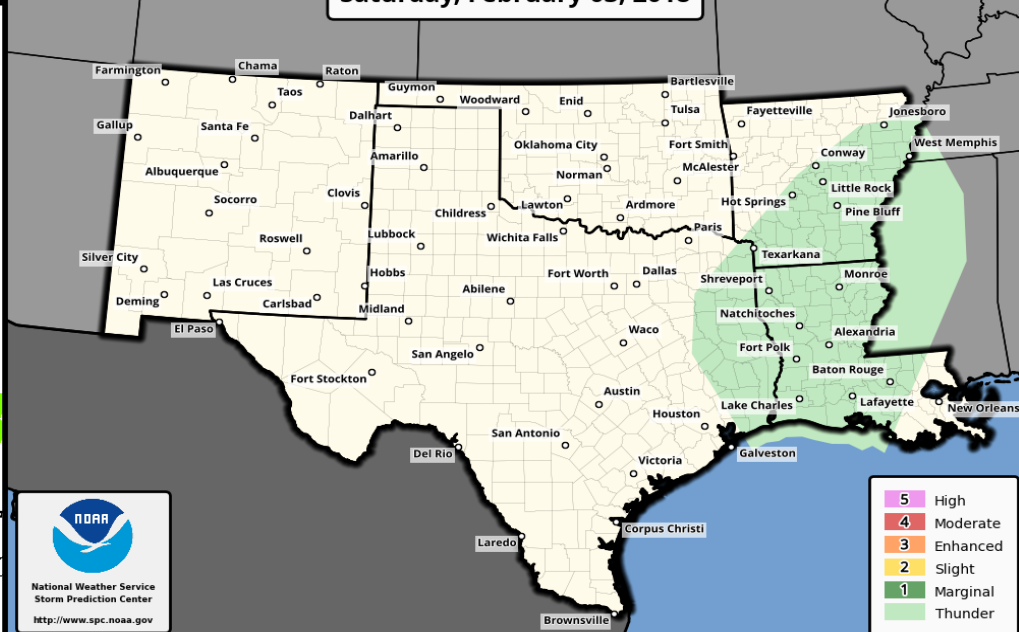 Saturday, February 03, 2018
Farmington
Chama
Raton
Guymon
Bartlesville
Taos
Woodward
Enid
Tulsa
Fayetteville
Jonesboro
Gallup
Santa Fe
Dalhart
Oklahoma City
Fort Smith
West Memphis
Amarillo
McAlester
Conway
Albuquerque
Norman
Little Rock
Socorro
Clovis
Childress
Lawton
Ardmore
Hot Springs
Pine Bluff
Roswell
Lubbock
Wichita Falls
Paris
Texarkana
Silver City
Hobbs
Fort Worth
Dallas
Shreveport
Monroe
Las Cruces
Deming
Carlsbad
Midland
Abilene
Natchitoches
El Paso
Waco
Alexandria
San Angelo
Fort Polk
Fort Stockton
Baton Rouge
Austin
Houston
Lake Charles
Lafayette
New Orleans
San Antonio
Del Rio
Galveston
Victoria
Corpus Christi
Laredo
Brownsville
NOAA
National Weather Service
Storm Prediction Center
http://www.spc.noaa.gov
5 High
4 Moderate
3 Enhanced
2 Slight
1 Marginal
Thunder